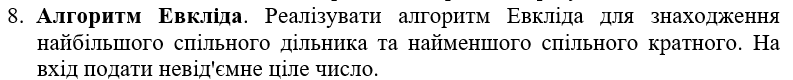 8. Алгоритм Евкліда. Реалізувати алгоритм Евкліда для знаходження
найбільшого спільного дільника та найменшого спільного кратного. На
вхід подати невід'ємне ціле число.